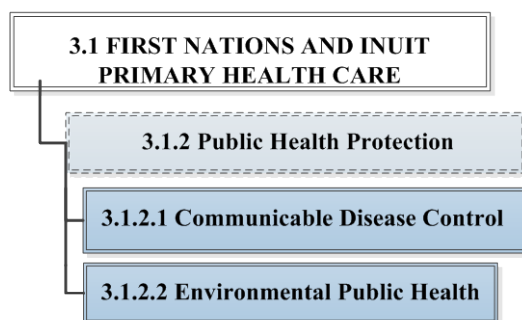 3.1 FIRST NATIONS AND INUIT
PRIMARY HEALTH CARE
3.1.2 Public Health Protection
3.1.2.1 Communicable Disease Control
3.1.2.2 Environmental Public Health